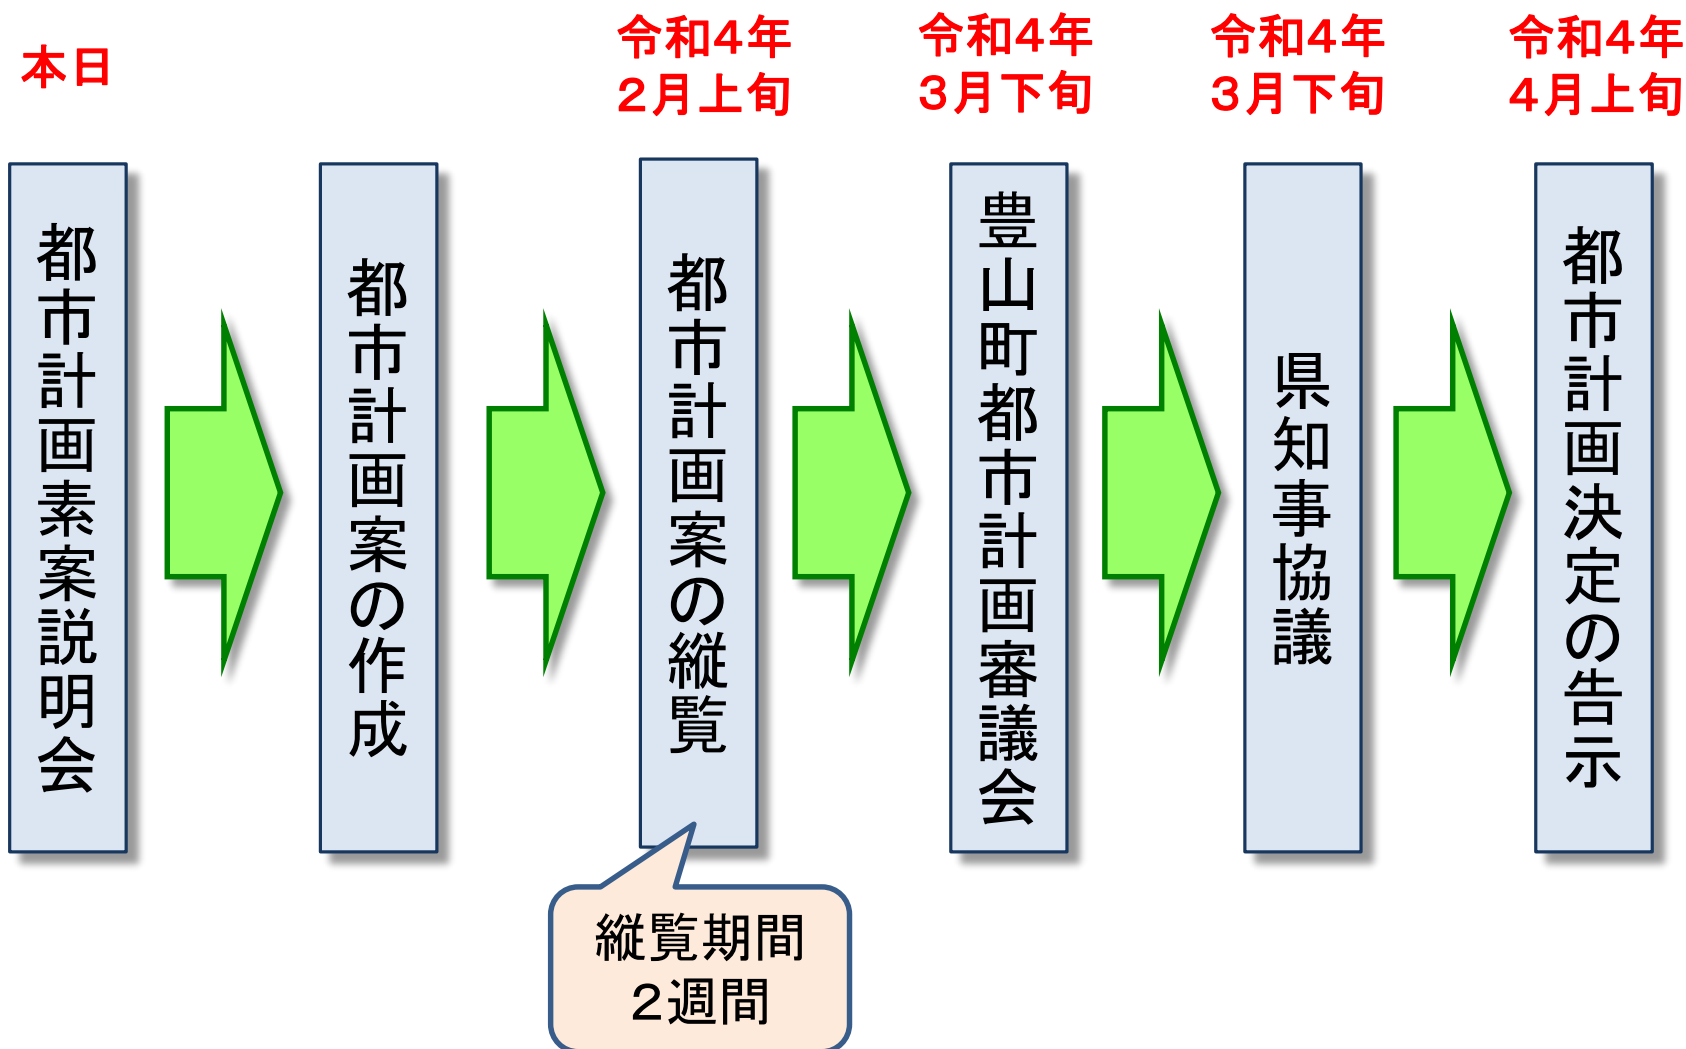 本日
令和4年
2月上旬
令和4年
3月下旬
令和4年
3月下旬
令和4年
4月上旬
都市計画素案説明会
都市計画案の作成
都市計画案の縦覧
豊山町都市計画審議会
県知事協議
都市計画決定の告示
縦覧期間
2週間